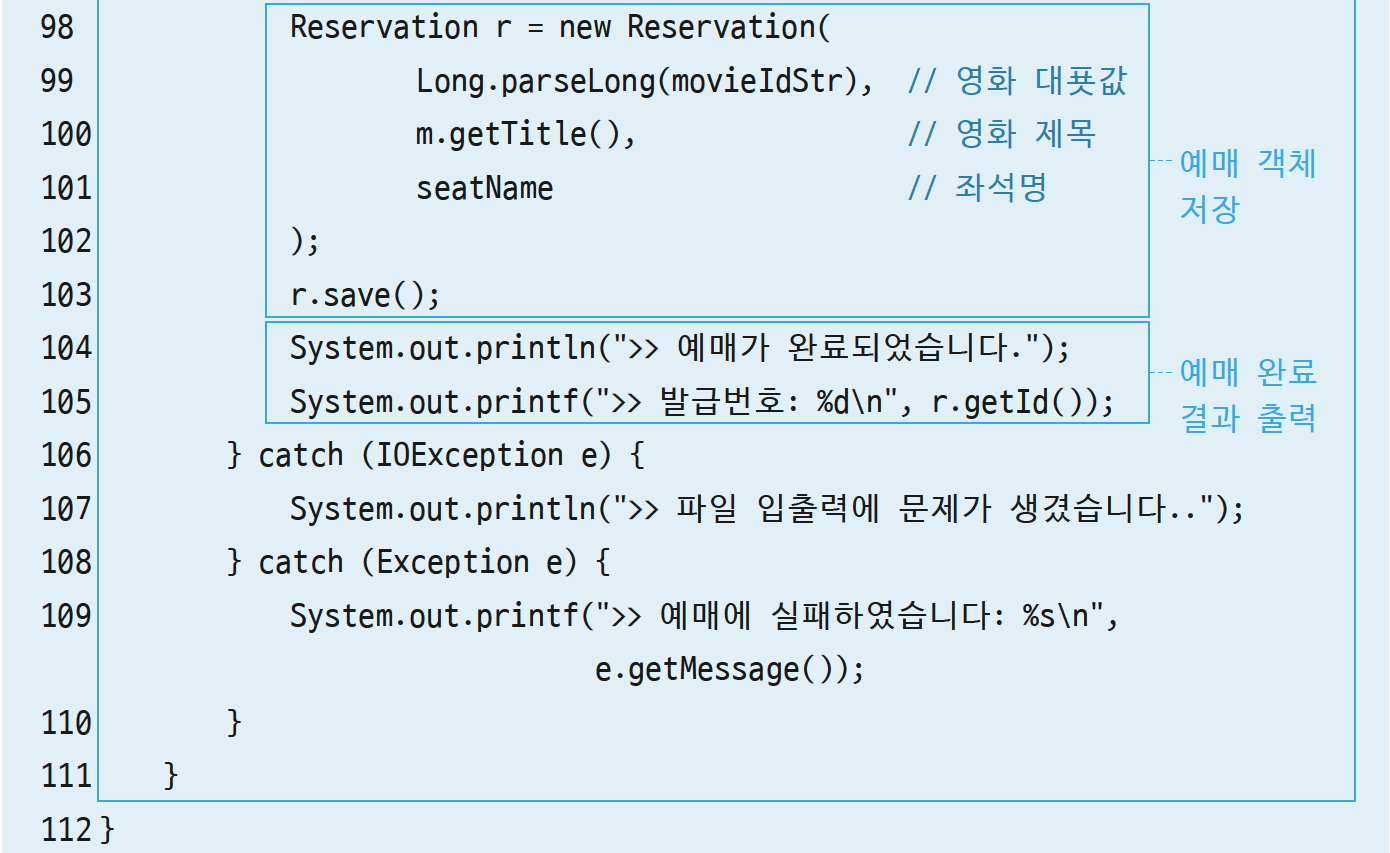 98 Reservation r = new Reservation(
99 Long.parseLong(movieIdStr), // 영화 대푯값
100 m.getTitle(), // 영화 제목
101 seatName // 좌석명
예매 객체
저장
102 );
103 r.save();
104 System.out.println(">> 예매가 완료되었습니다.");
105 System.out.printf(">> 발급번호: %d\n", r.getId());
예매 완료
결과 출력
106 } catch (IOException e) {
107 System.out.println(">> 파일 입출력에 문제가 생겼습니다..");
108 } catch (Exception e) {
109 System.out.printf(">> 예매에 실패하였습니다: %s\n",
e.getMessage());
110 }
111 }
112 }